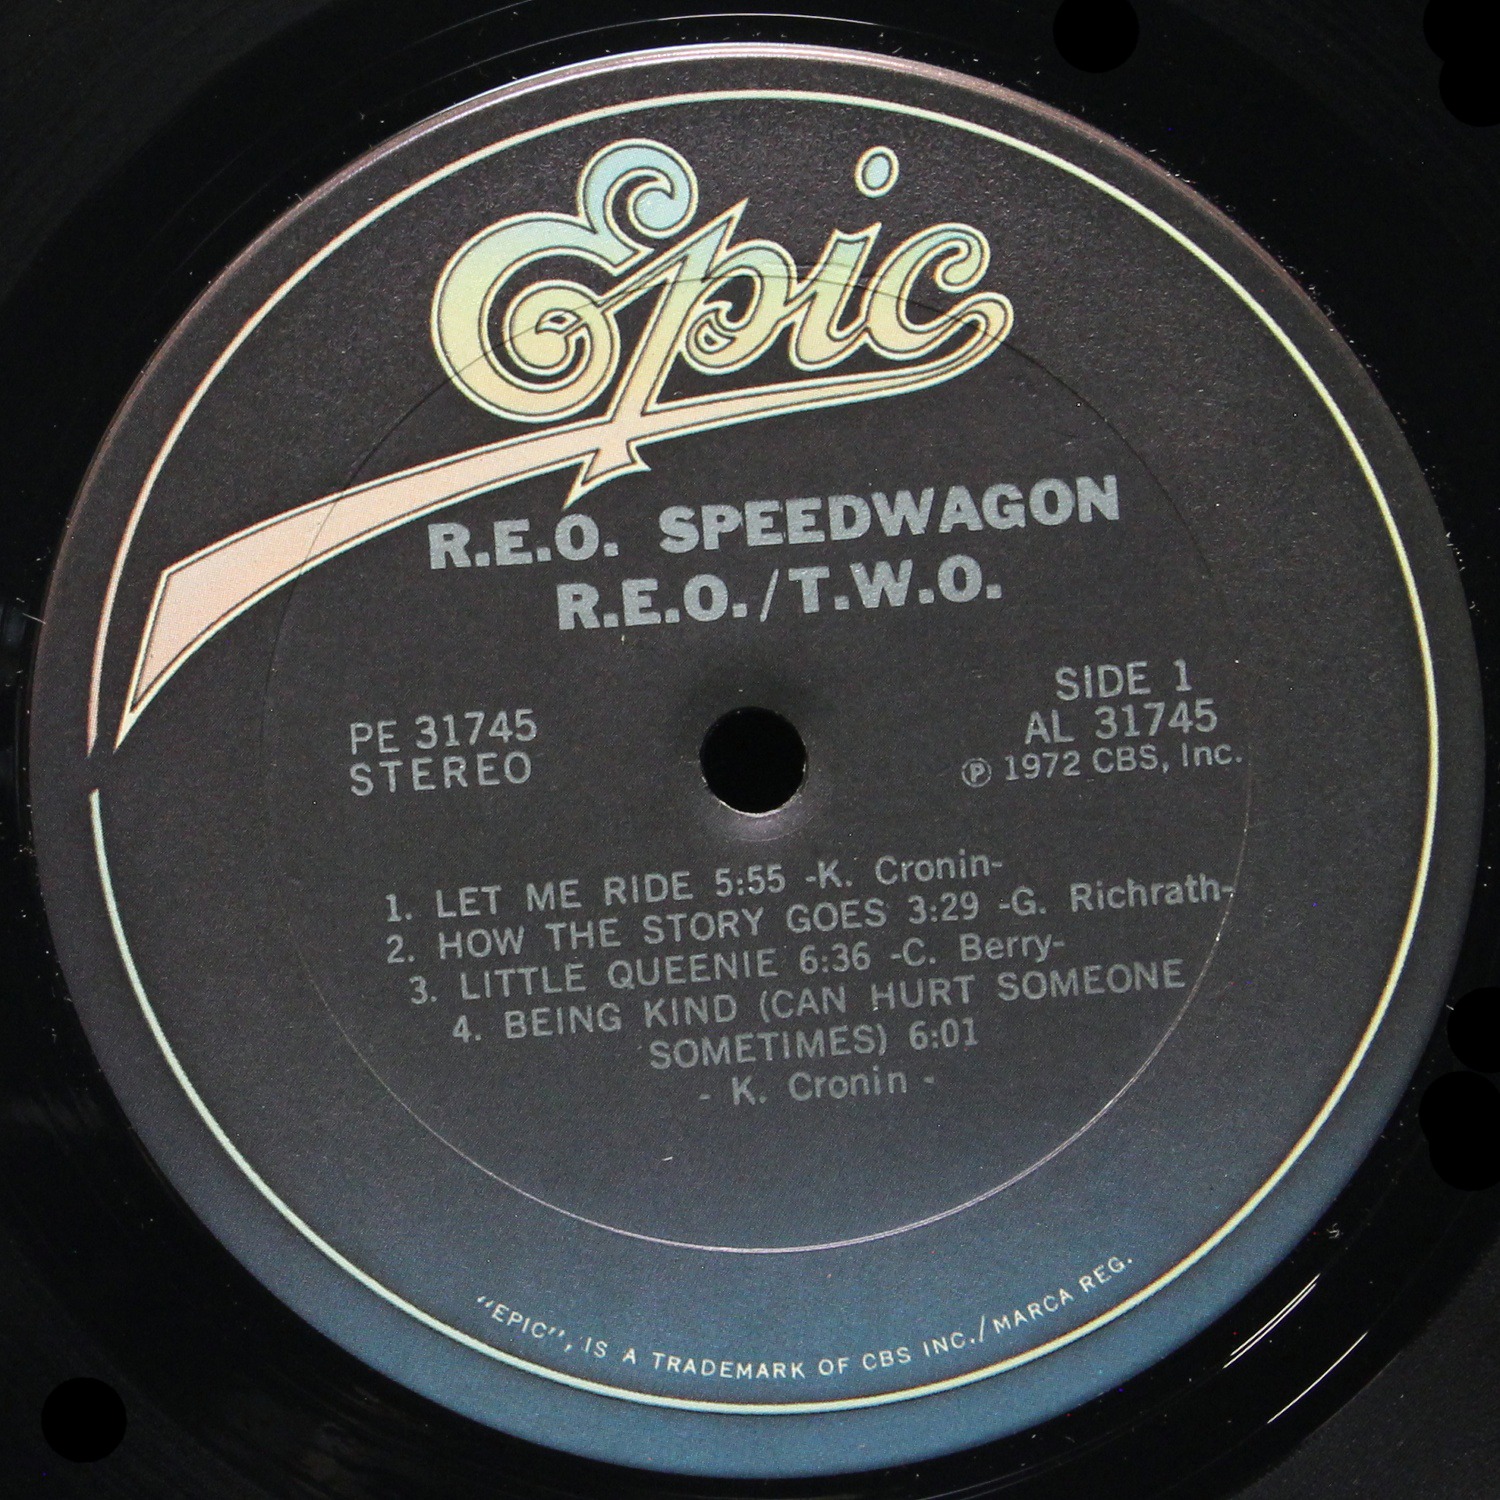 Epic
R.E.O. SPEEDWAGON
R.E.O./T.W.O.
SIDE 1
PE 31745
AL 31745
STEREO
℗ 1972 CBS, Inc.
1. LET ME RIDE 5:55 -K. Cronin-
2. HOW THE STORY GOES 3:29 -G. Richrath-
3. LITTLE QUEENIE 6:36 -C. Berry-
4. BEING KIND (CAN HURT SOMEONE
SOMETIMES) 6:01
- K. Cronin -
"EPIC", IS A TRADEMARK OF CBS INC./MARCA REG.